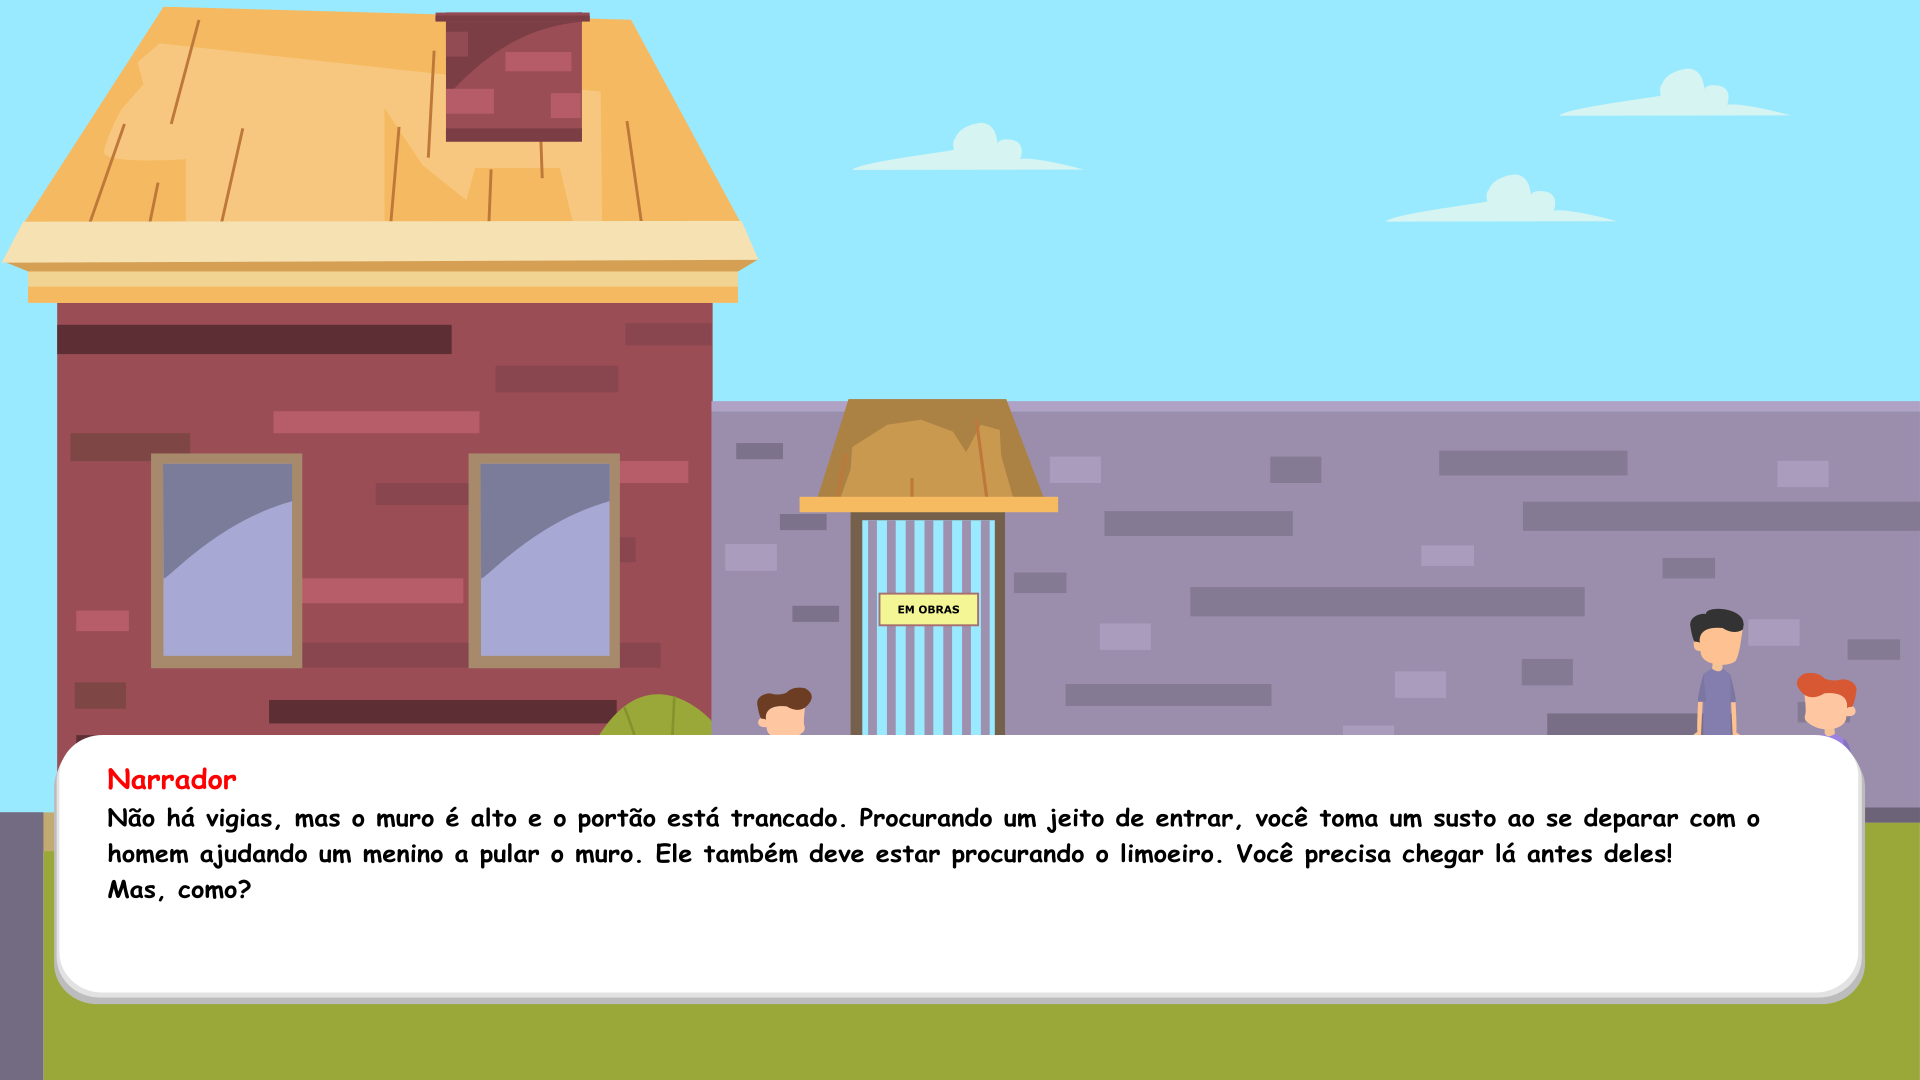 EM OBRAS
Narrador
Não há vigias, mas o muro é alto e o portão está trancado. Procurando um jeito de entrar, você toma um susto ao se deparar com o
homem ajudando um menino a pular o muro. Ele também deve estar procurando o limoeiro. Você precisa chegar lá antes deles!
Mas, como?